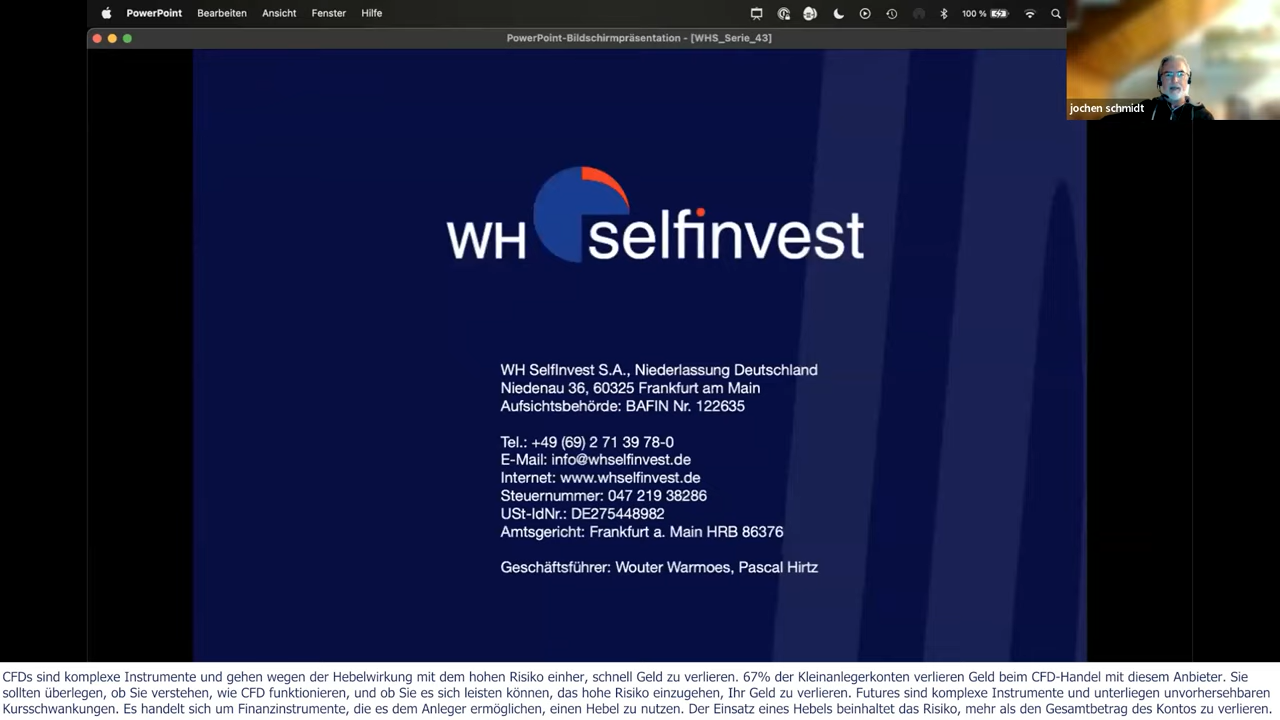 PowerPoint Bearbeiten Ansicht Fenster Hilfe 100 %
PowerPoint-Bildschirmpräsentation - [WHS_Serie_43]
jochen schmidt
WH selfinvest
WH SelfInvest S.A., Niederlassung Deutschland
Niedenau 36, 60325 Frankfurt am Main
Aufsichtsbehörde: BAFIN Nr. 122635
Tel.: +49 (69) 2 71 39 78-0
E-Mail: info@whselfinvest.de
Internet: www.whselfinvest.de
Steuernummer: 047 219 38286
USt-IdNr.: DE275448982
Amtsgericht: Frankfurt a. Main HRB 86376
Geschäftsführer: Wouter Warmoes, Pascal Hirtz
CFDs sind komplexe Instrumente und gehen wegen der Hebelwirkung mit dem hohen Risiko einher, schnell Geld zu verlieren. 67% der Kleinanlegerkonten verlieren Geld beim CFD-Handel mit diesem Anbieter. Sie
sollten überlegen, ob Sie verstehen, wie CFD funktionieren, und ob Sie es sich leisten können, das hohe Risiko einzugehen, Ihr Geld zu verlieren. Futures sind komplexe Instrumente und unterliegen unvorhersehbaren
Kursschwankungen. Es handelt sich um Finanzinstrumente, die es dem Anleger ermöglichen, einen Hebel zu nutzen. Der Einsatz eines Hebels beinhaltet das Risiko, mehr als den Gesamtbetrag des Kontos zu verlieren.